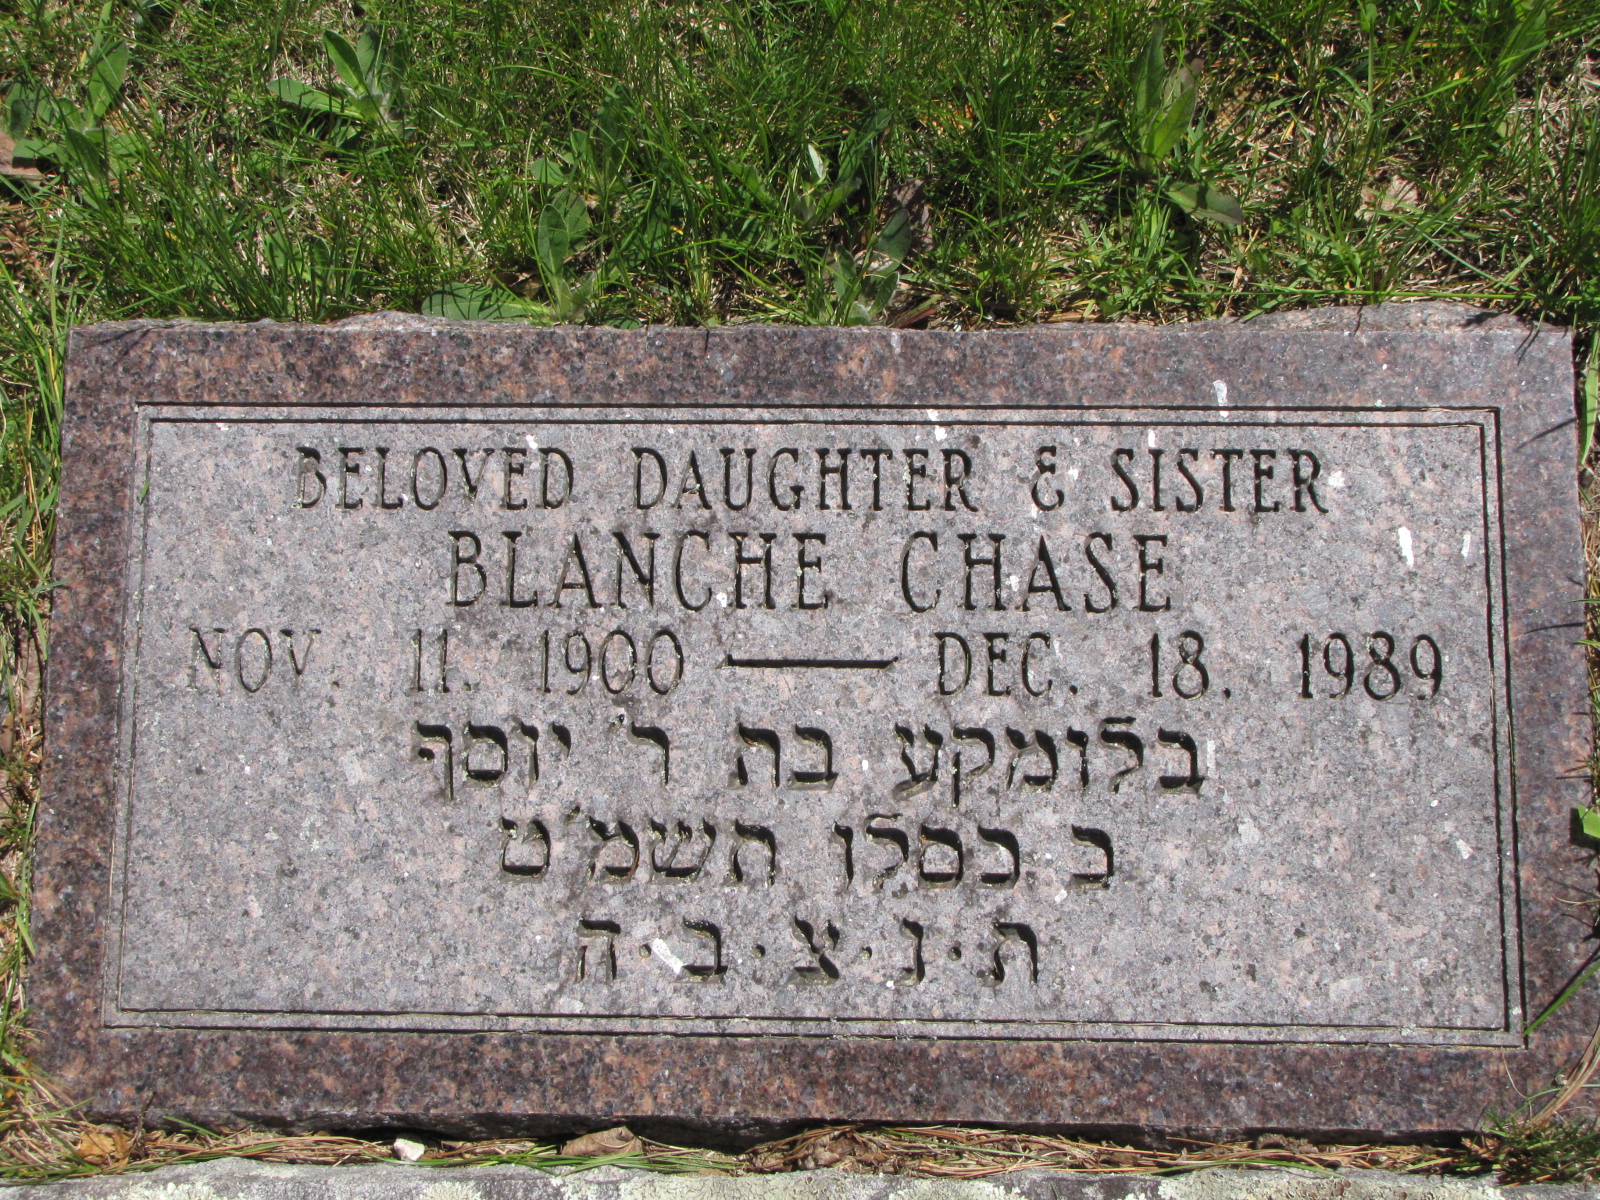 BELOVED DAUGHTER & SISTER
BLANCHE CHASE
NOV. 11. 1900 — DEC. 18. 1989
בלומקע בת ר' יוסף
כ כסלו תשמ'ט
ת·נ·צ·ב·ה